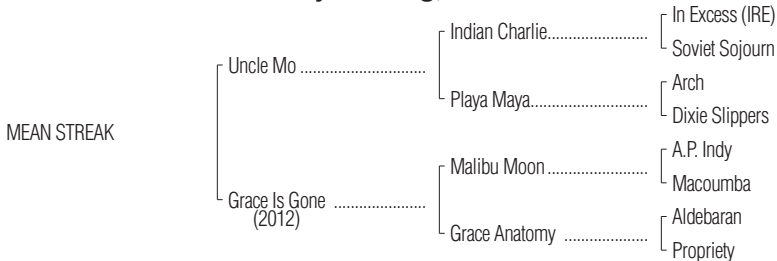 In Excess (IRE)
Indian Charlie........................
Soviet Sojourn
Uncle Mo ..............................
Arch
Playa Maya............................
Dixie Slippers
MEAN STREAK
A.P. Indy
Malibu Moon ........................
Macoumba
Grace Is Gone ......................
(2012)
Aldebaran
Grace Anatomy ....................
Propriety